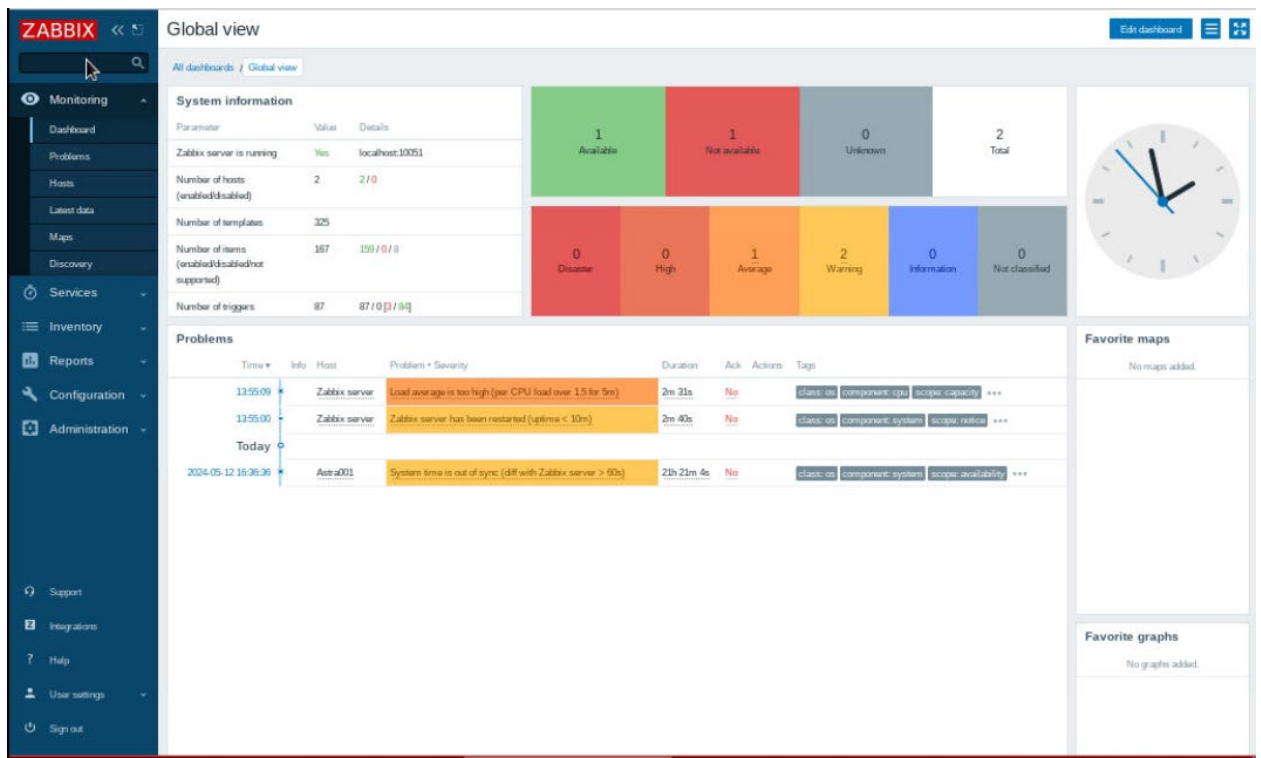 ZABBIX
Global view
Edit dashboard
All dashboards / Global view
Monitoring
Dashboard
Problems
Hosts
Latest data
Maps
Discovery
Services
Inventory
Reports
Configuration
Administration
Support
Integrations
Help
User settings
Sign out
System information
Parameter Value Details
Zabbix server is running Yes localhost:10051
Number of hosts 2 2 / 0
(enabled/disabled)
Number of templates 325
Number of items 167 159 / 0 / 8
(enabled/disabled/not
supported)
Number of triggers 87 87 / 0 [3 / 84]
1 1 0 2
Available Not available Unknown Total
0 0 1 2 0 0
Disaster High Average Warning Information Not classified
Problems
Time ▼ Info Host Problem • Severity Duration Ack Actions Tags
13:55:09 Zabbix server Load average is too high (per CPU load over 1.5 for 5m) 2m 31s No class: os component: cpu scope: capacity •••
13:55:00 Zabbix server Zabbix server has been restarted (uptime < 10m) 2m 40s No class: os component: system scope: notice •••
Today
2024-05-12 16:36:36 Astra001 System time is out of sync (diff with Zabbix server > 60s) 21h 21m 4s No class: os component: system scope: availability •••
Favorite maps
No maps added.
Favorite graphs
No graphs added.